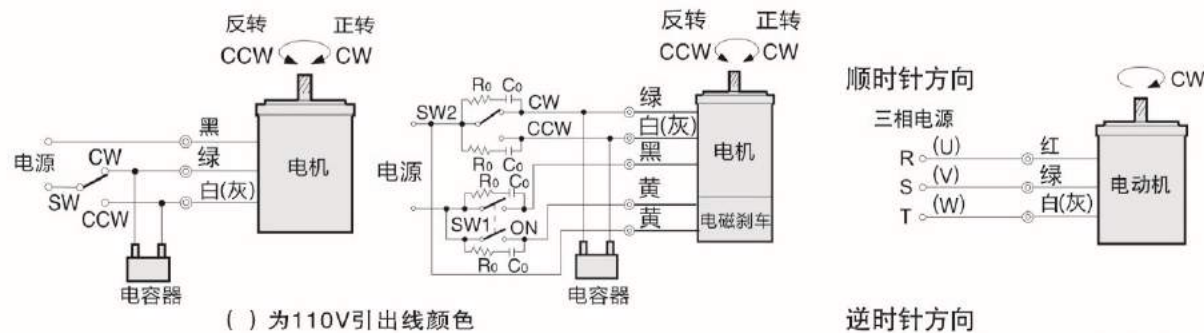 反转 正转
CCW CW
黑
电源
CW
绿
SW
CCW
白(灰)
电机
电容器
反转 正转
CCW CW
R₀ C₀
SW2
CW
绿
CCW
白(灰)
R₀ C₀
黑
电源
R₀ C₀
黄
SW1 ON
黄
R₀ C₀
电机
电磁刹车
电容器
( ) 为110V引出线颜色
顺时针方向
CW
三相电源
R (U) 红
S (V) 绿
T (W) 白(灰)
电动机
逆时针方向